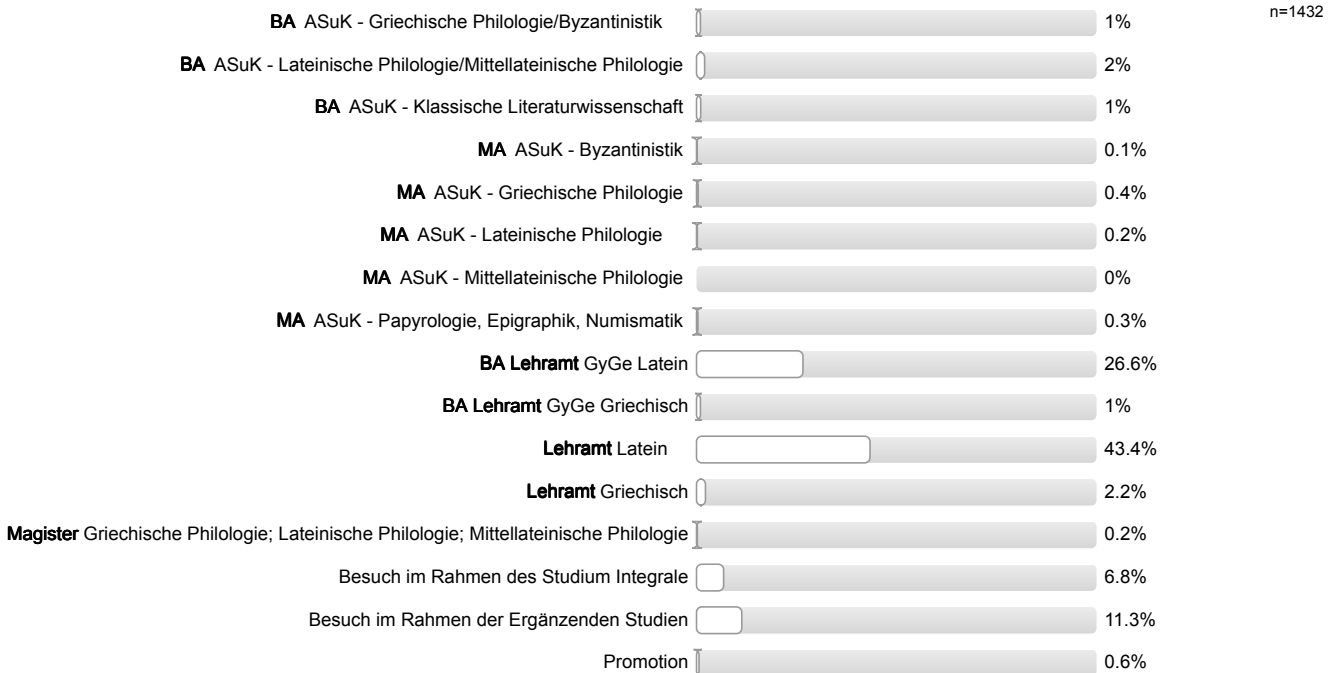 n=1432
BA ASuK - Griechische Philologie/Byzantinistik 1%
BA ASuK - Lateinische Philologie/Mittellateinische Philologie 2%
BA ASuK - Klassische Literaturwissenschaft 1%
MA ASuK - Byzantinistik 0.1%
MA ASuK - Griechische Philologie 0.4%
MA ASuK - Lateinische Philologie 0.2%
MA ASuK - Mittellateinische Philologie 0%
MA ASuK - Papyrologie, Epigraphik, Numismatik 0.3%
BA Lehramt GyGe Latein 26.6%
BA Lehramt GyGe Griechisch 1%
Lehramt Latein 43.4%
Lehramt Griechisch 2.2%
Magister Griechische Philologie; Lateinische Philologie; Mittellateinische Philologie 0.2%
Besuch im Rahmen des Studium Integrale 6.8%
Besuch im Rahmen der Ergänzenden Studien 11.3%
Promotion 0.6%